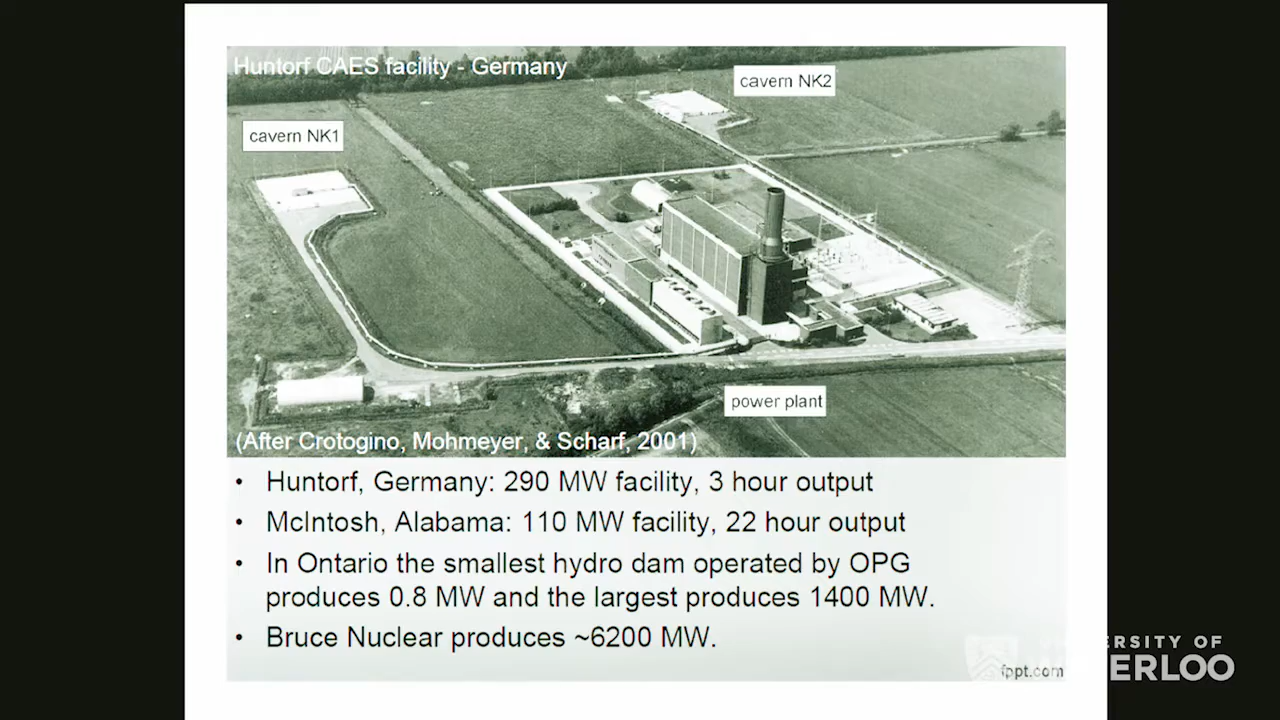 Huntorf CAES facility - Germany
cavern NK2
cavern NK1
power plant
(After Crotogino, Mohmeyer, & Scharf, 2001)
• Huntorf, Germany: 290 MW facility, 3 hour output
• McIntosh, Alabama: 110 MW facility, 22 hour output
• In Ontario the smallest hydro dam operated by OPG
produces 0.8 MW and the largest produces 1400 MW.
• Bruce Nuclear produces ~6200 MW.
fppt.com
ERSITY OF
ERLOO